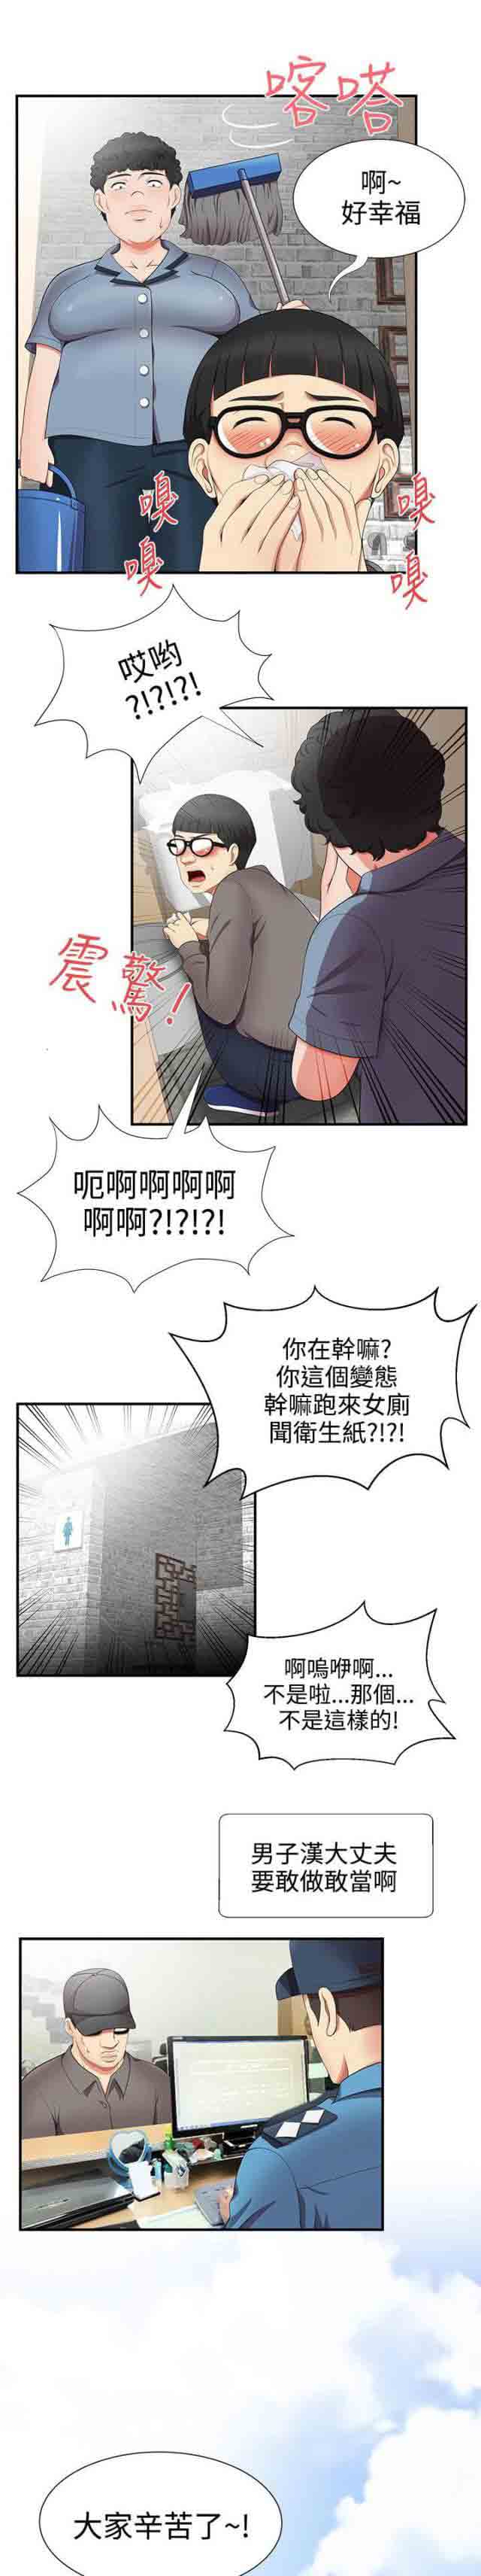 喀嗒
啊~
好幸福
嗅
嗅
嗅
嗅
哎喲
?!?!?!
震驚!
呃啊啊啊啊
啊啊?!?!?!
你在幹嘛?
你這個變態
幹嘛跑來女廁
聞衛生紙?!?!
啊嗚咿啊...
不是啦...那個...
不是這樣的!
男子漢大丈夫
要敢做敢當啊
大家辛苦了~!